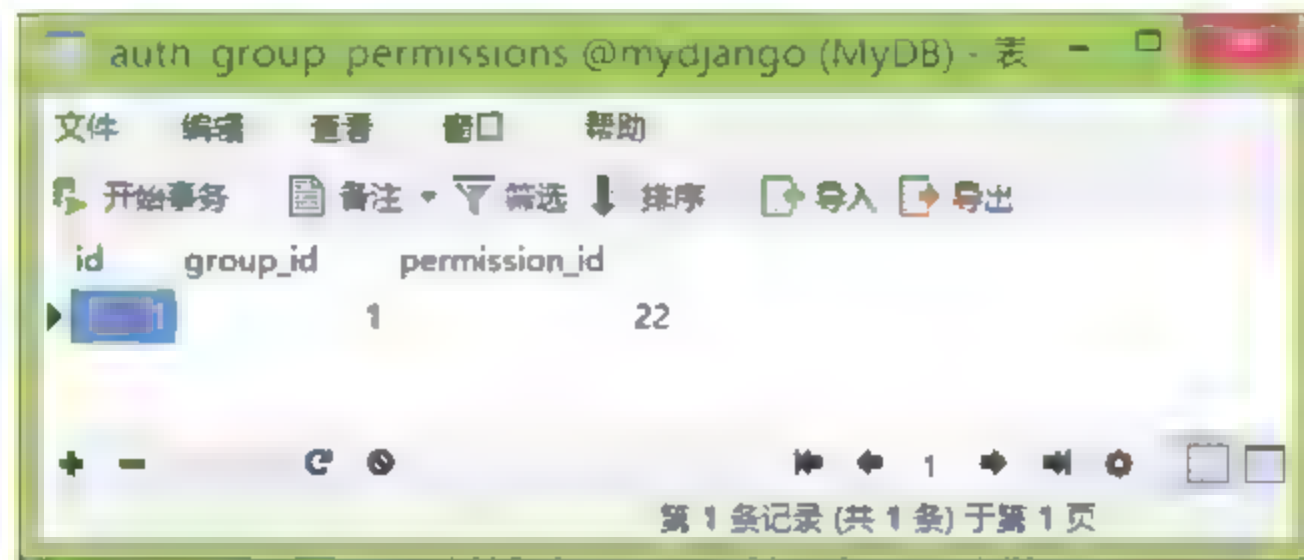 auth_group_permissions @mydjango (MyDB) - 表
文件 编辑 查看 窗口 帮助
开始事务 备注 筛选 排序 导入 导出
id group_id permission_id
1 1 22
1
第 1 条记录 (共 1 条) 于第 1 页